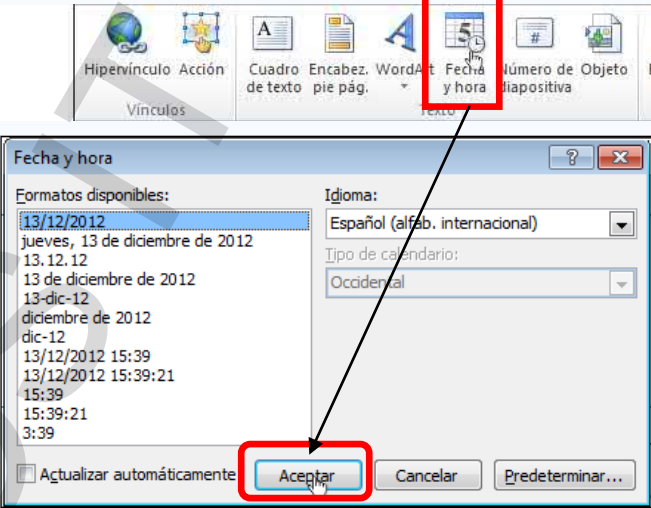 Hipervínculo Acción Cuadro Encabez. WordArt Fecha Número de Objeto
de texto pie pág. y hora diapositiva
Vínculos Texto
Fecha y hora
Formatos disponibles: Idioma:
13/12/2012 Español (alfab. internacional)
jueves, 13 de diciembre de 2012
Tipo de calendario:
13.12.12
13 de diciembre de 2012 Occidental
13-dic-12
diciembre de 2012
dic-12
13/12/2012 15:39
13/12/2012 15:39:21
15:39
15:39:21
3:39
Actualizar automáticamente Aceptar Cancelar Predeterminar...